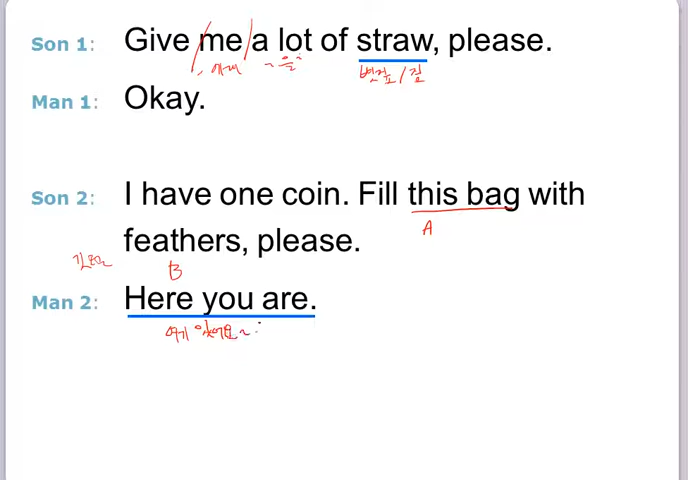 Son 1: Give me a lot of straw, please.
~에게 ~을
볏짚/짚
Man 1: Okay.
Son 2: I have one coin. Fill this bag with
A
feathers, please.
B
Man 2: Here you are.
여기 있어요~